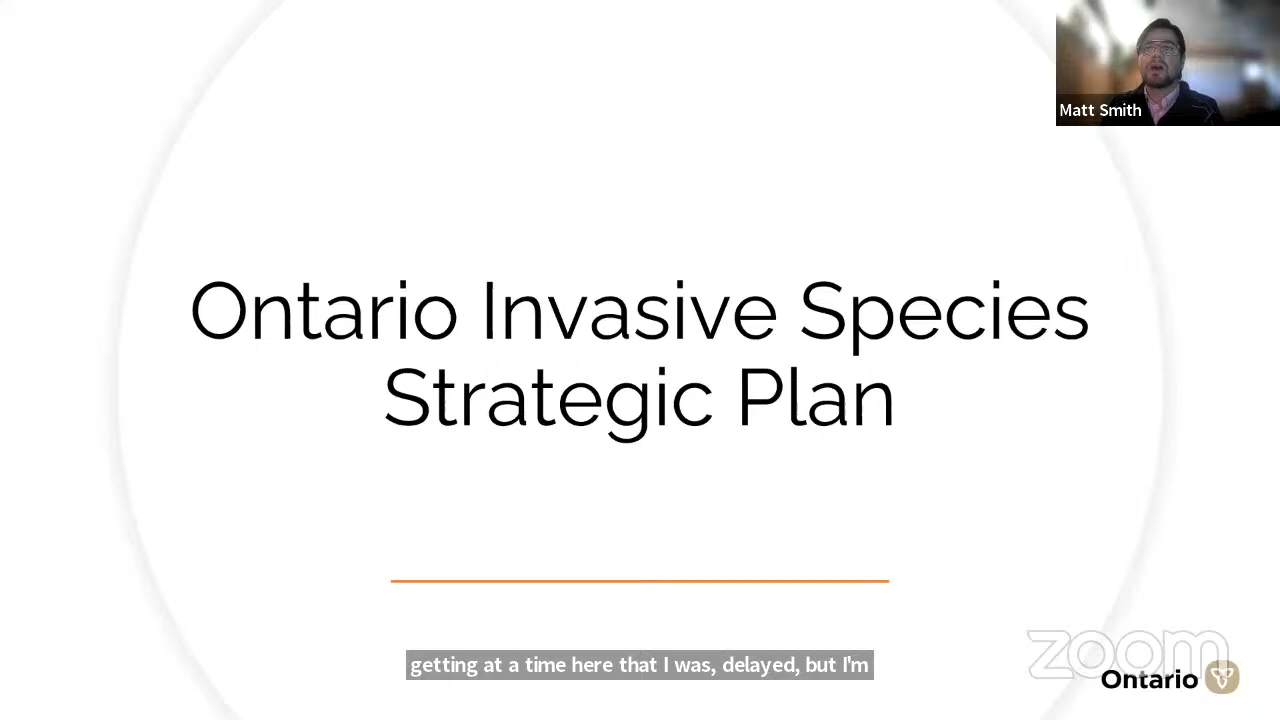 Matt Smith
Ontario Invasive Species
Strategic Plan
getting at a time here that I was, delayed, but I'm
zoom
Ontario